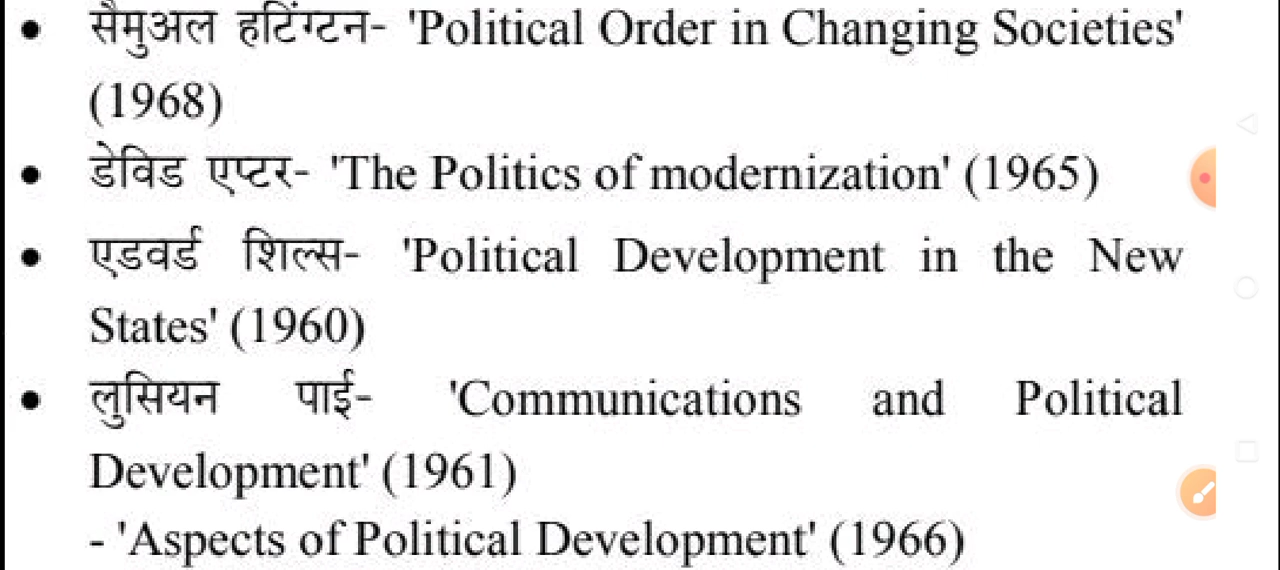 • सैमुअल हटिंग्टन- 'Political Order in Changing Societies'
(1968)
• डेविड एप्टर- 'The Politics of modernization' (1965)
• एडवर्ड शिल्स- 'Political Development in the New
States' (1960)
• लुसियन पाई- 'Communications and Political
Development' (1961)
- 'Aspects of Political Development' (1966)